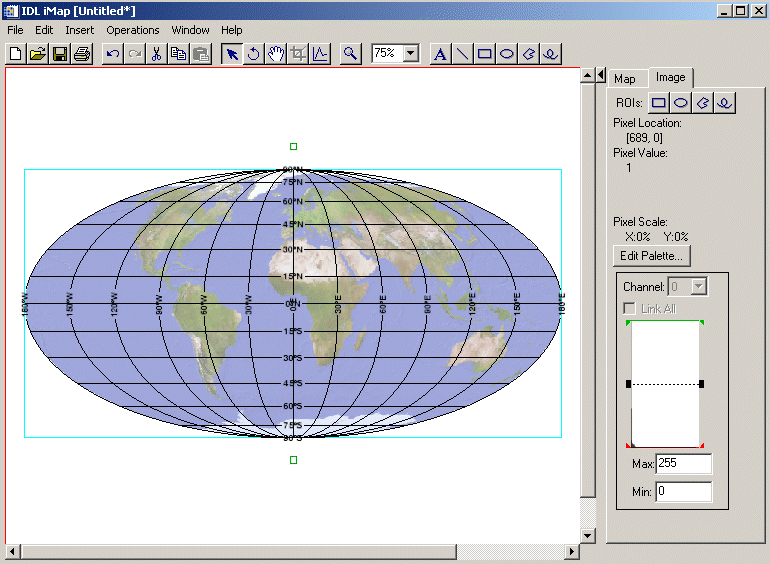 IDL iMap [Untitled*]
File Edit Insert Operations Window Help
75% A
Map Image
ROIs:
Pixel Location:
[689, 0]
Pixel Value:
1
Pixel Scale:
X:0% Y:0%
Edit Palette...
Channel: 0
Link All
Max: 255
Min: 0
90°N
75°N
60°N
45°N
30°N
15°N
180°W 150°W 120°W 90°W 60°W 30°W 0°N 30°E 60°E 90°E 120°E 150°E 180°E
15°S
30°S
45°S
60°S
75°S
90°S